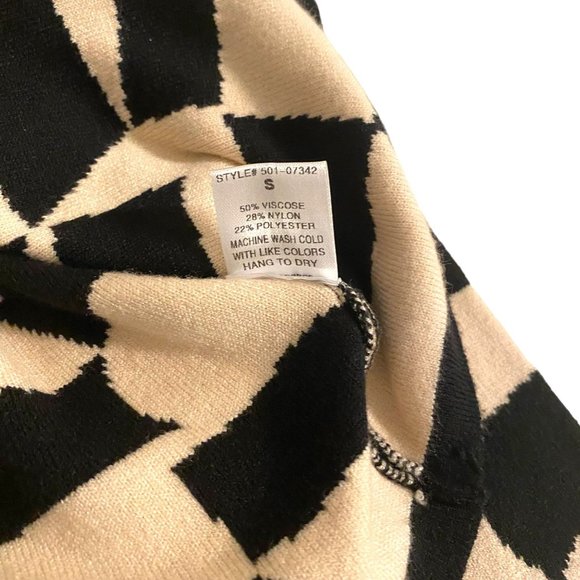 STYLE# 501-07342
S
50% VISCOSE
28% NYLON
22% POLYESTER
MACHINE WASH COLD
WITH LIKE COLORS
HANG TO DRY